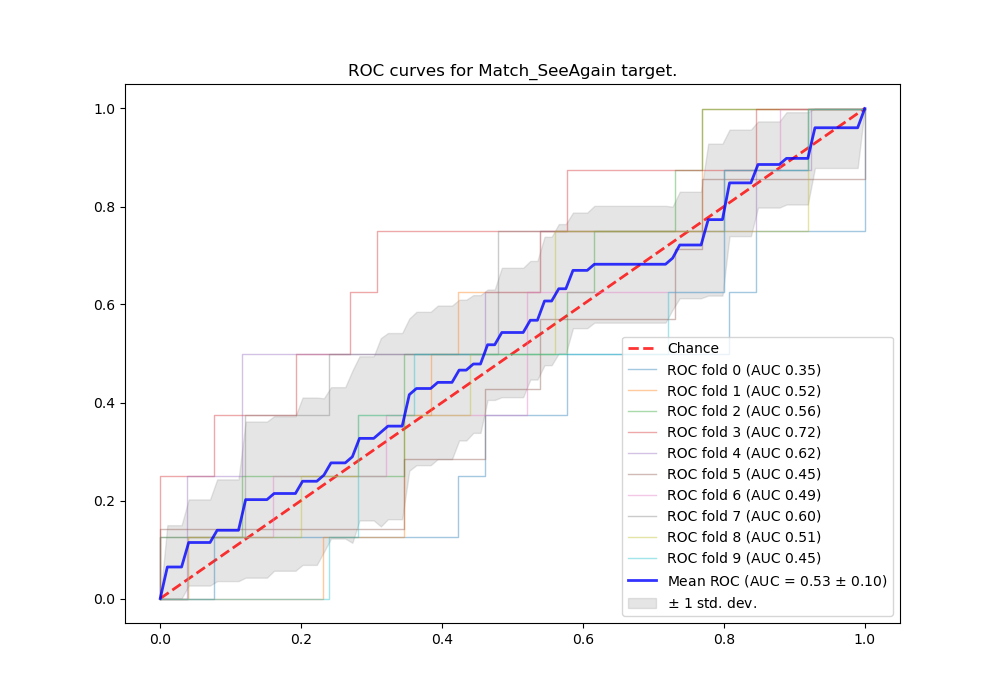 ROC curves for Match_SeeAgain target.
1.0
0.8
0.6
0.4
0.2
0.0
0.0 0.2 0.4 0.6 0.8 1.0
Chance
ROC fold 0 (AUC 0.35)
ROC fold 1 (AUC 0.52)
ROC fold 2 (AUC 0.56)
ROC fold 3 (AUC 0.72)
ROC fold 4 (AUC 0.62)
ROC fold 5 (AUC 0.45)
ROC fold 6 (AUC 0.49)
ROC fold 7 (AUC 0.60)
ROC fold 8 (AUC 0.51)
ROC fold 9 (AUC 0.45)
Mean ROC (AUC = 0.53 ± 0.10)
± 1 std. dev.